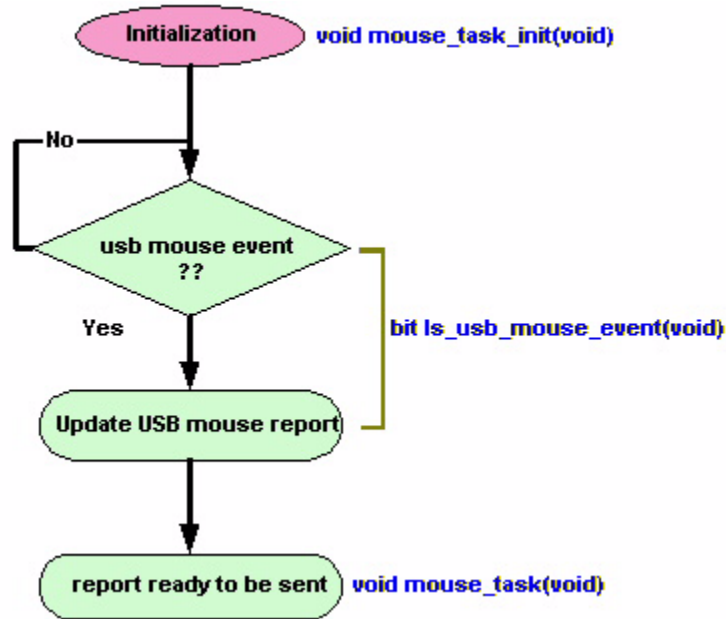 Initialization
void mouse_task_init(void)
No
usb mouse event
??
Yes
bit Is_usb_mouse_event(void)
Update USB mouse report
report ready to be sent
void mouse_task(void)